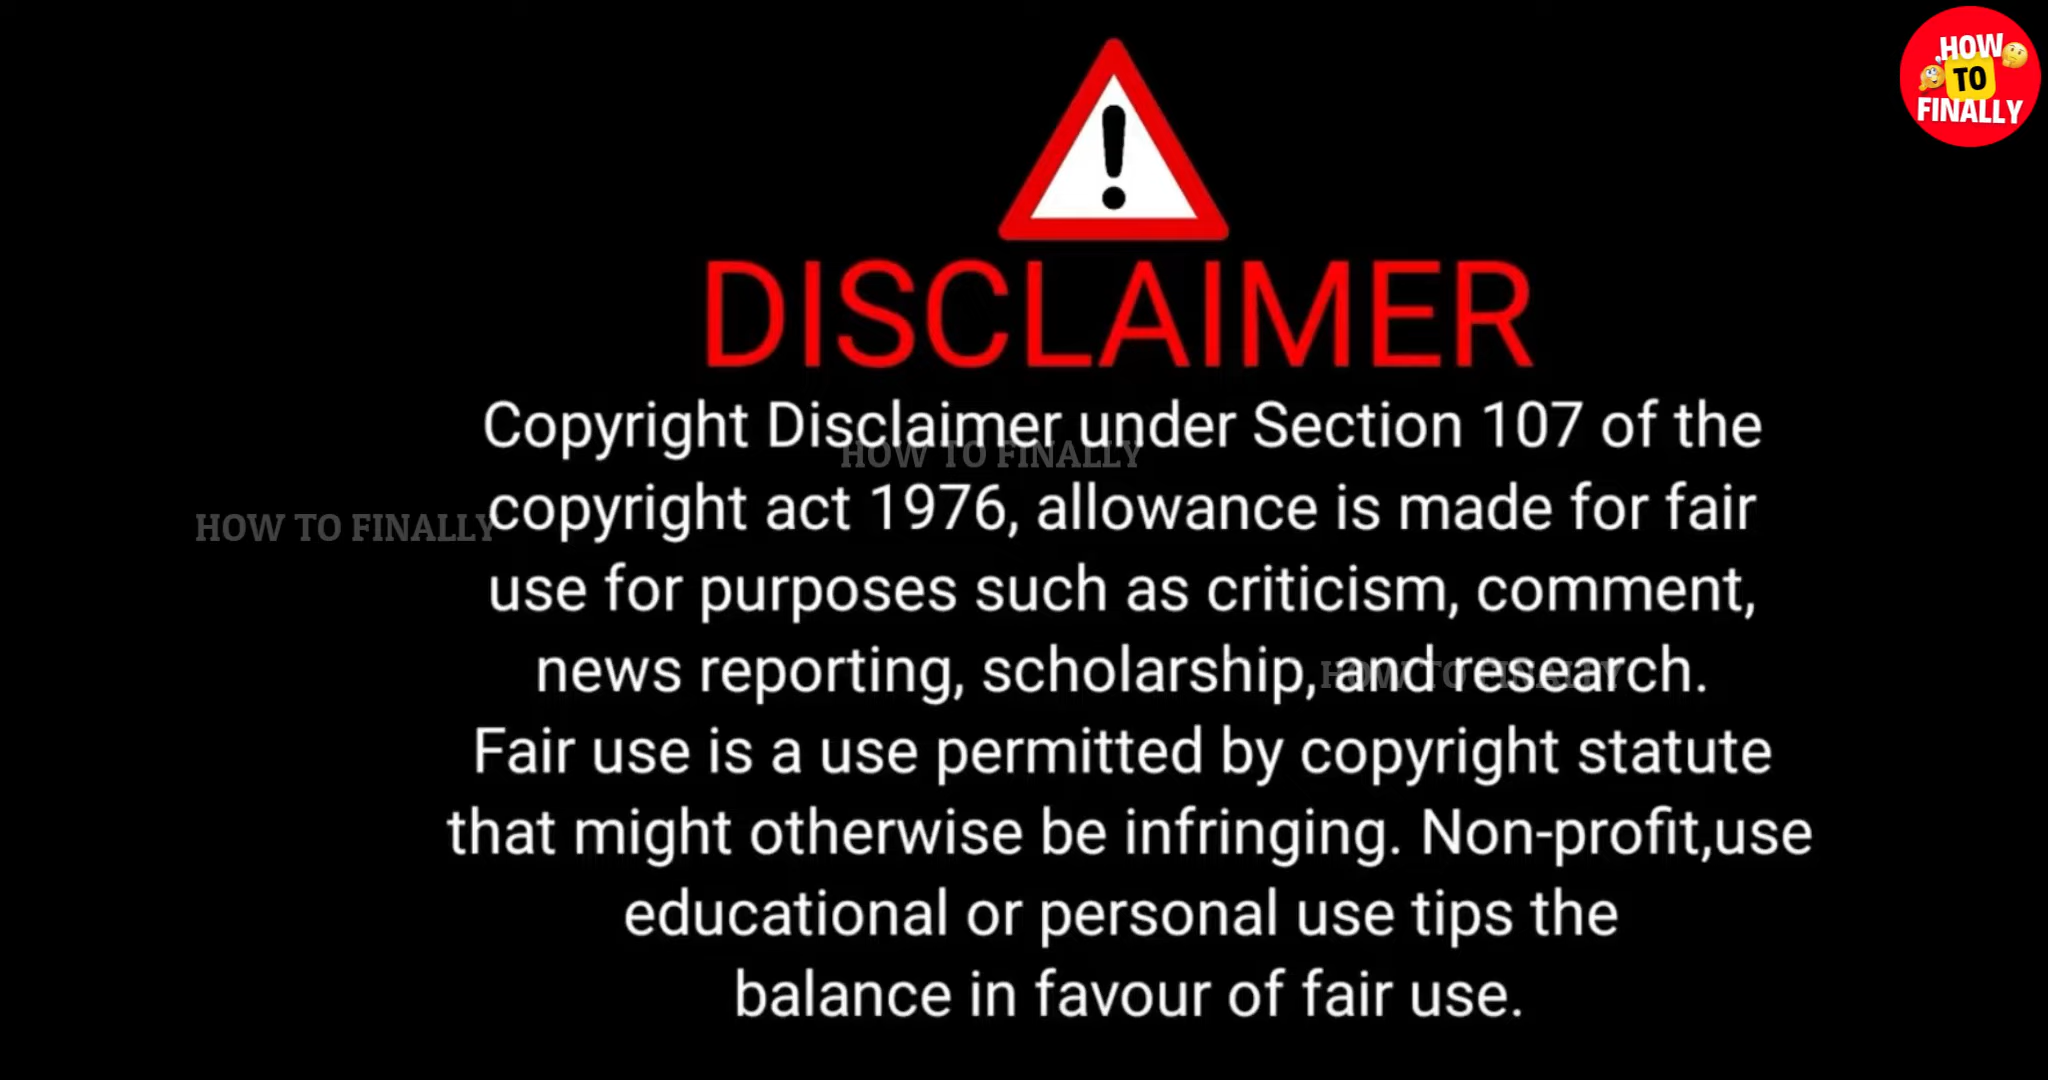 HOW
TO
FINALLY
DISCLAIMER
Copyright Disclaimer under Section 107 of the
HOW TO FINALLY
copyright act 1976, allowance is made for fair
HOW TO FINALLY
use for purposes such as criticism, comment,
news reporting, scholarship, and research.
HOW TO FINALLY
Fair use is a use permitted by copyright statute
that might otherwise be infringing. Non-profit,use
educational or personal use tips the
balance in favour of fair use.